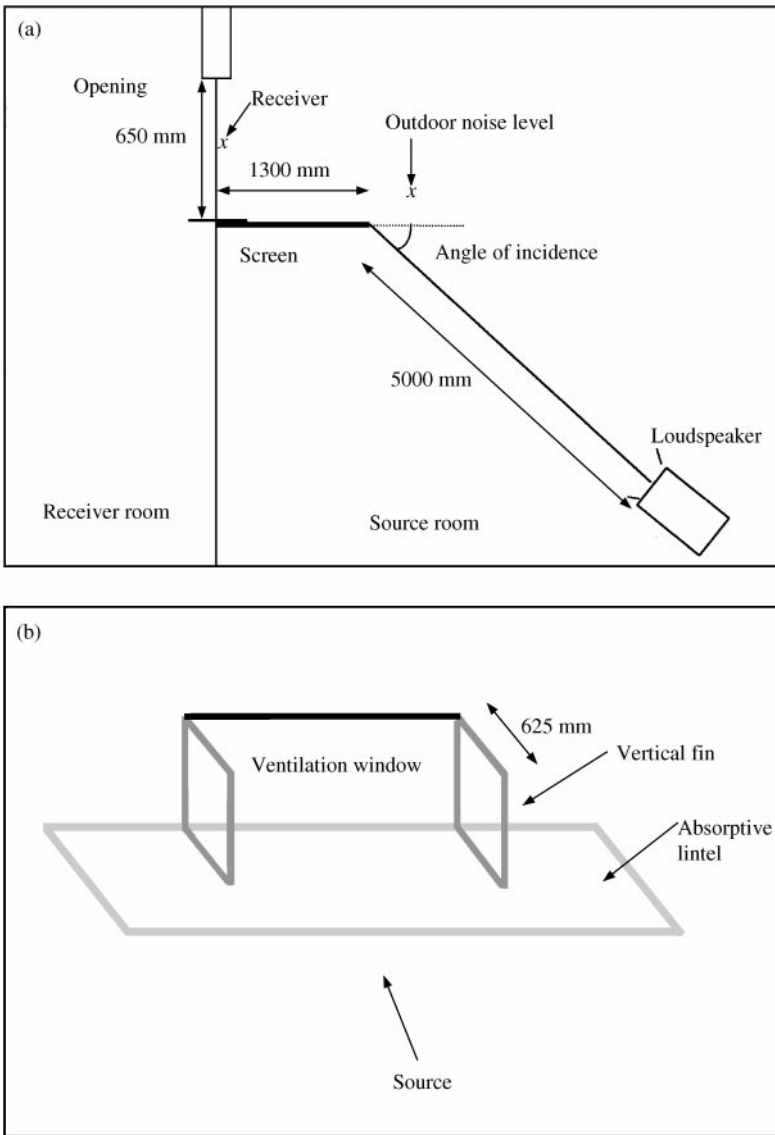 (a)
Opening
Receiver
650 mm
x
Outdoor noise level
1300 mm
x
Screen
Angle of incidence
5000 mm
Loudspeaker
Receiver room
Source room
(b)
625 mm
Ventilation window
Vertical fin
Absorptive
lintel
Source